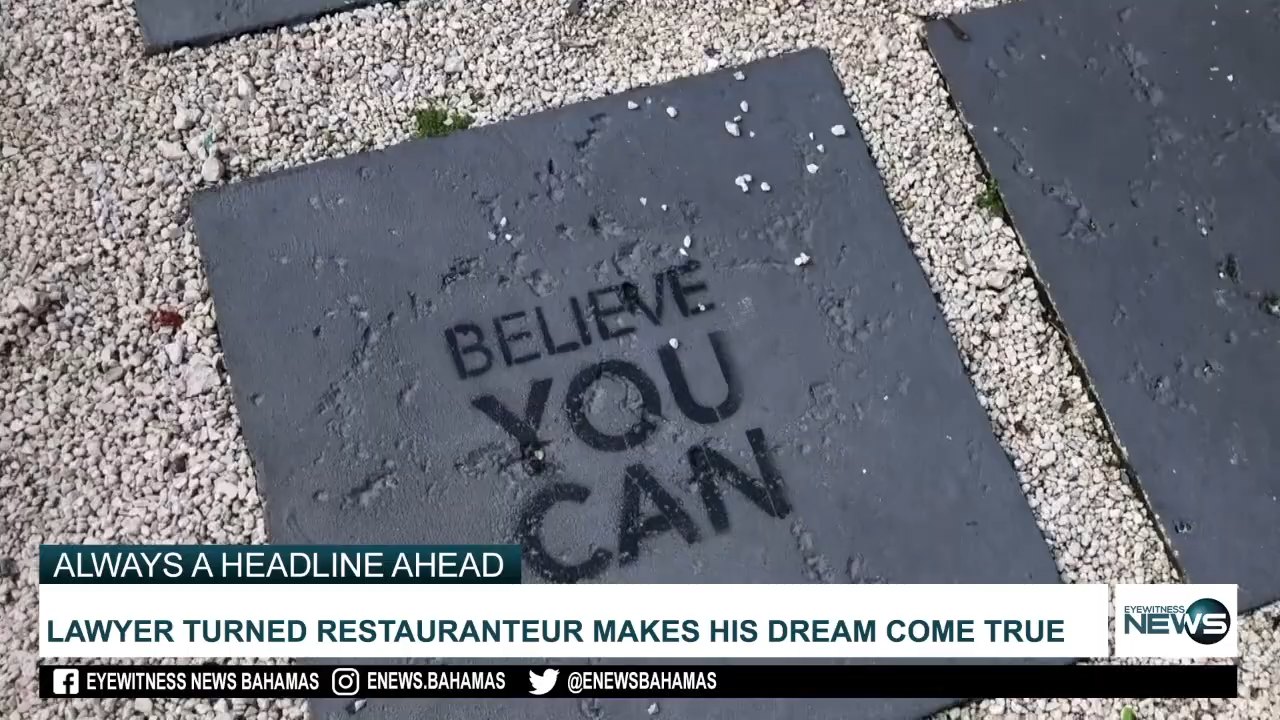 BELIEVE
YOU
CAN
ALWAYS A HEADLINE AHEAD
LAWYER TURNED RESTAURANTEUR MAKES HIS DREAM COME TRUE
EYEWITNESS
NEWS
EYEWITNESS NEWS BAHAMAS ENEWS.BAHAMAS @ENEWSBAHAMAS